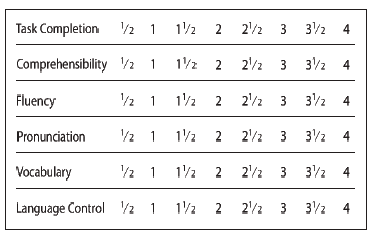 Task Completion ½ 1 1½ 2 2½ 3 3½ 4
Comprehensibility ½ 1 1½ 2 2½ 3 3½ 4
Fluency ½ 1 1½ 2 2½ 3 3½ 4
Pronunciation ½ 1 1½ 2 2½ 3 3½ 4
Vocabulary ½ 1 1½ 2 2½ 3 3½ 4
Language Control ½ 1 1½ 2 2½ 3 3½ 4